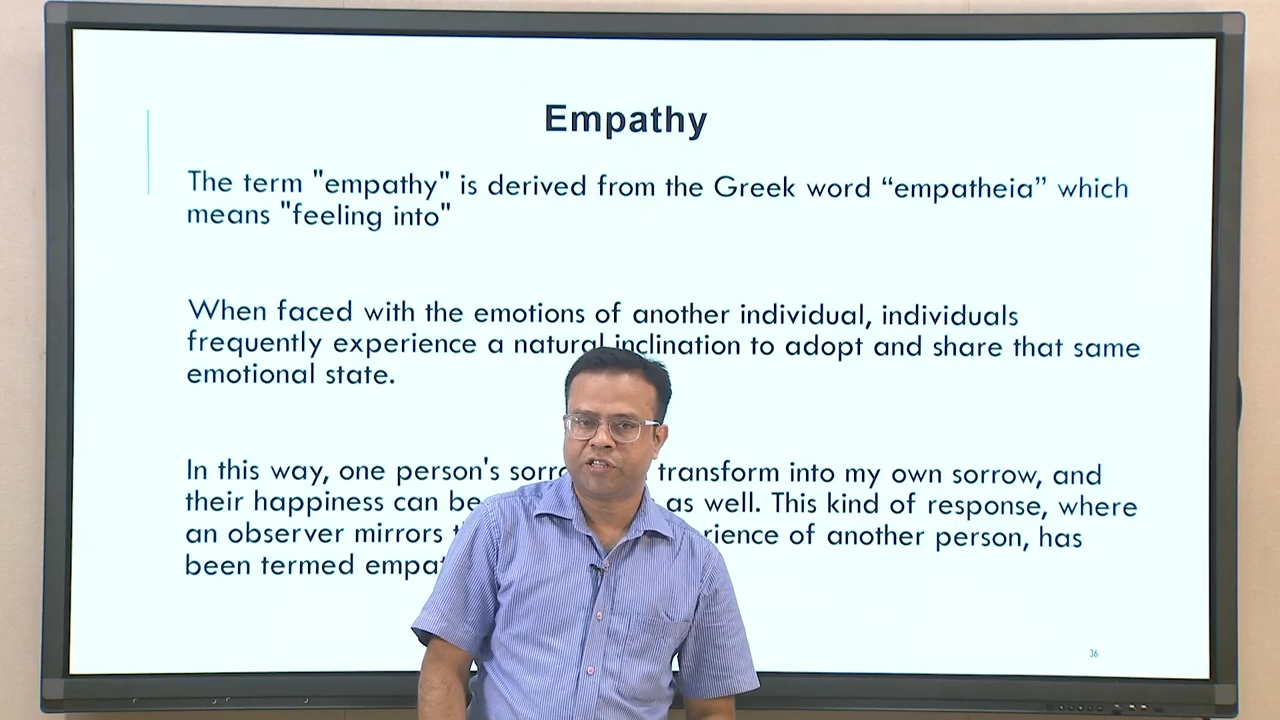 Empathy
The term "empathy" is derived from the Greek word “empatheia” which
means "feeling into"
When faced with the emotions of another individual, individuals
frequently experience a natural inclination to adopt and share that same
emotional state.
In this way, one person's transform into my own sorrow, and
their happiness can be as well. This kind of response, where
an observer mirrors of another person, has
been termed
36